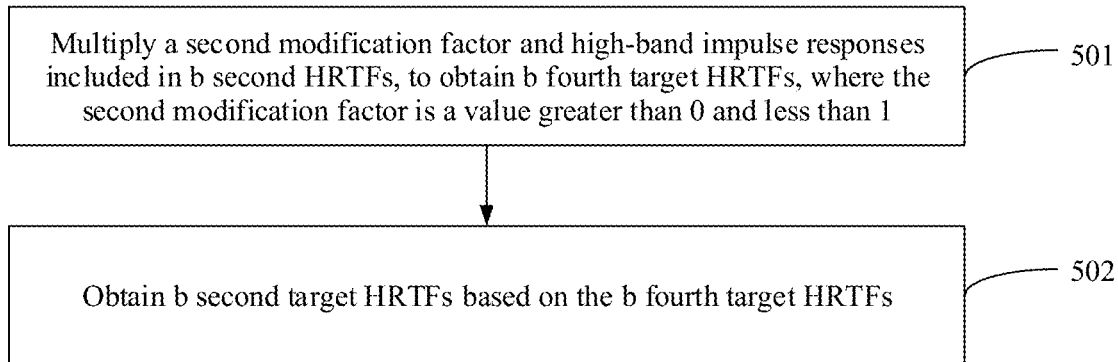 Multiply a second modification factor and high-band impulse responses
included in b second HRTFs, to obtain b fourth target HRTFs, where the
second modification factor is a value greater than 0 and less than 1
501
Obtain b second target HRTFs based on the b fourth target HRTFs
502